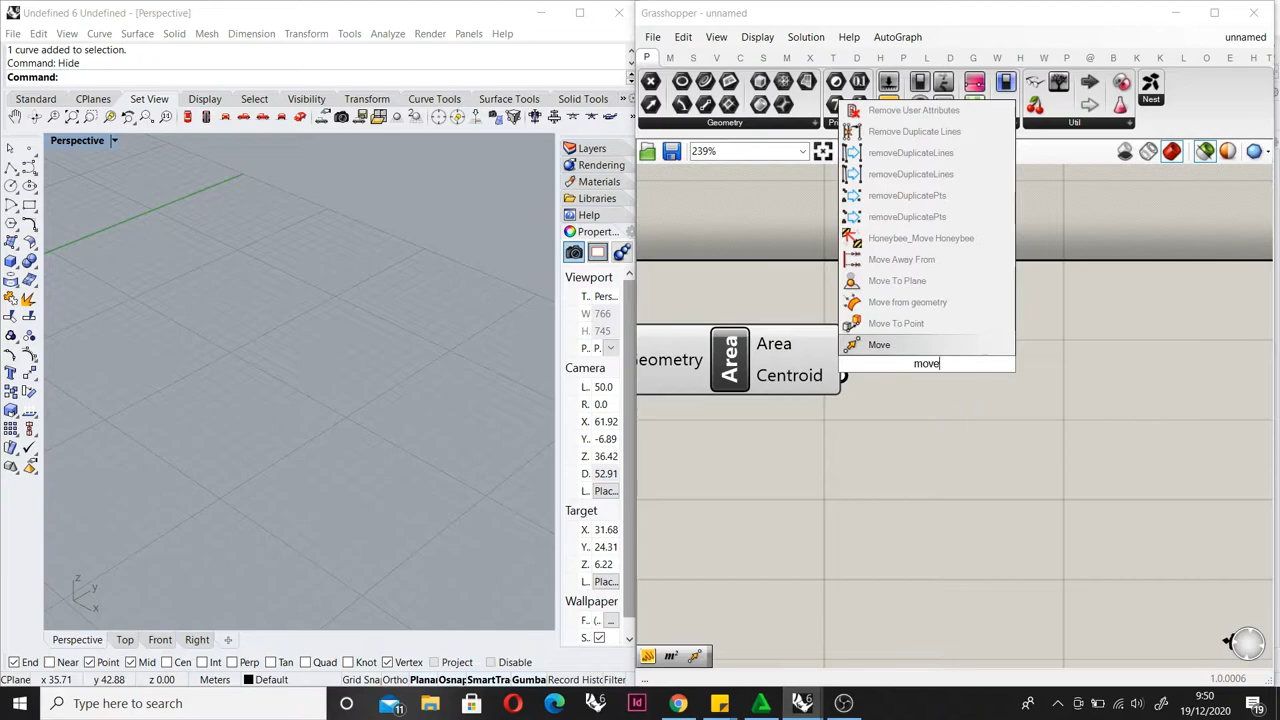 Undefined 6 Undefined - [Perspective]
File Edit View Curve Surface Solid Mesh Dimension Transform Tools Analyze Render Panels Help
1 curve added to selection.
Command: Hide
Command:
Standard CPlanes Set View Display Select Viewport Visibility Transform Curve Tools Surface Tools Solid To
Perspective
z
y
x
Perspective Top Front Right
End Near Point Mid Cen Int Perp Tan Quad Knot Vertex Project Disable
CPlane x 35.71 y 42.88 z 0.00 Meters Default Grid Snap Ortho Planar Osnap SmartTra Gumba Record Histo Filter
Layers
Rendering
Materials
Libraries
Help
Propert...
Viewport
T... Pers...
W 766
H 745
P.. P.
Camera
L. 50.0
R. 0.0
X. 61.92
Y.. -6.89
Z. 36.42
D. 52.91
L.. Plac...
Target
X. 31.68
Y.. 24.31
Z. 6.22
L.. Plac...
Wallpaper
F.. (.. ...
S..
Grasshopper - unnamed
File Edit View Display Solution Help AutoGraph unnamed
P M S V C S M X T D H P L D G W H T W P @ B K K L O E H T
Geometry Util
Nest
239%
Remove User Attributes
Remove Duplicate Lines
removeDuplicateLines
removeDuplicateLines
removeDuplicatePts
removeDuplicatePts
Honeybee_Move Honeybee
Move Away From
Move To Plane
Move from geometry
Move To Point
Move
move
eometry Area Area
Centroid
m²
... 1.0.0006
Type here to search
9:50
19/12/2020